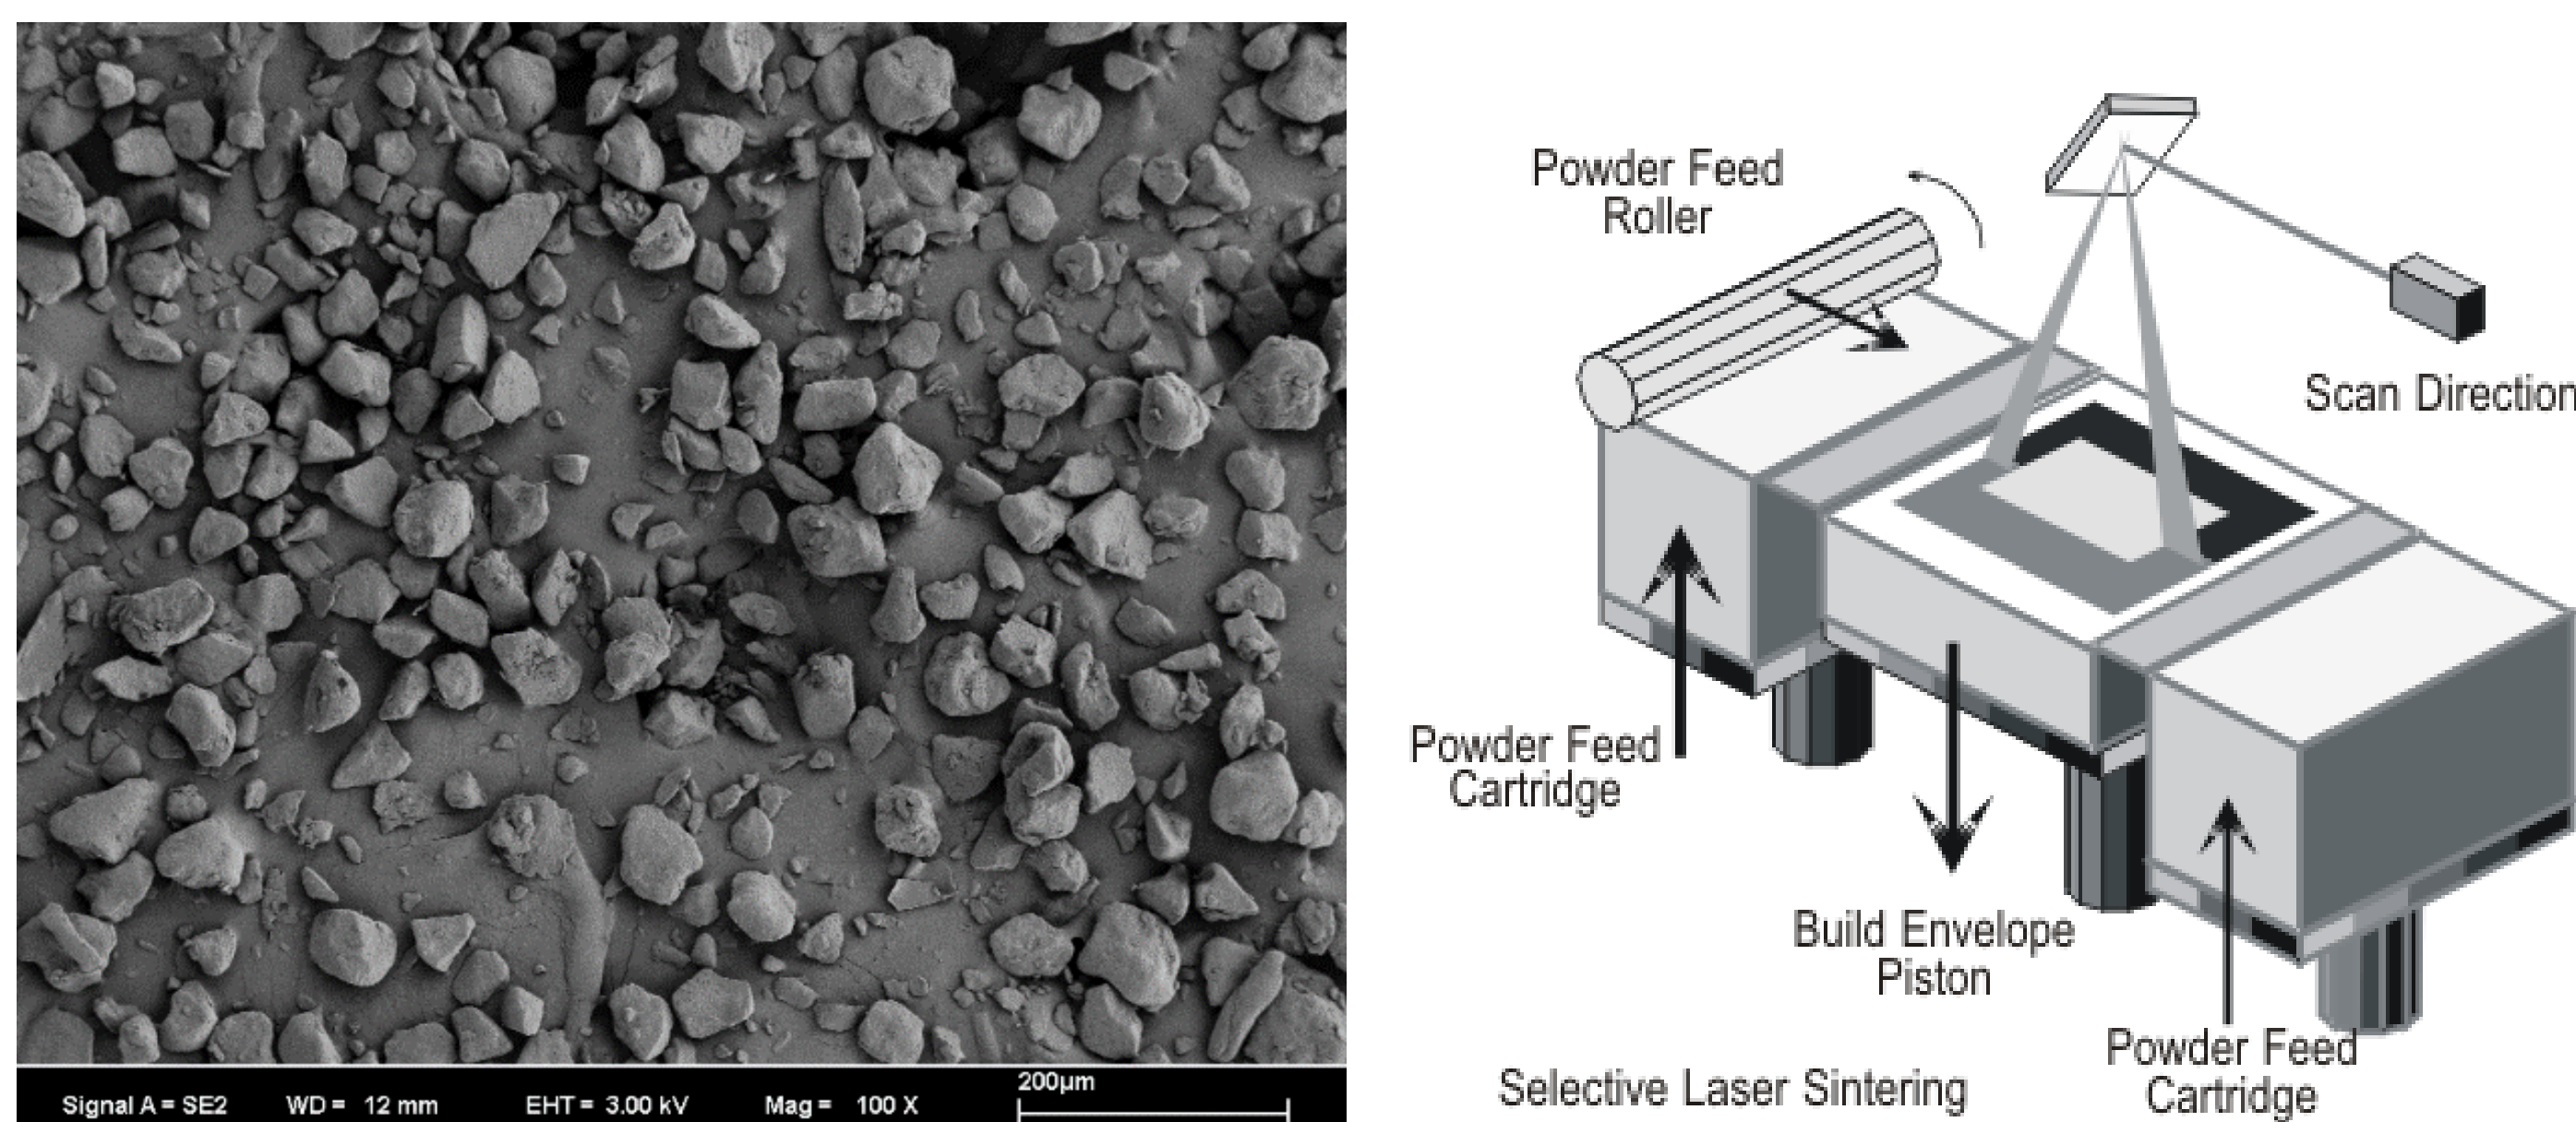 200µm
Signal A = SE2 WD = 12 mm EHT = 3.00 kV Mag = 100 X
Powder Feed
Roller
Scan Direction
Powder Feed
Cartridge
Build Envelope
Piston
Powder Feed
Cartridge
Selective Laser Sintering